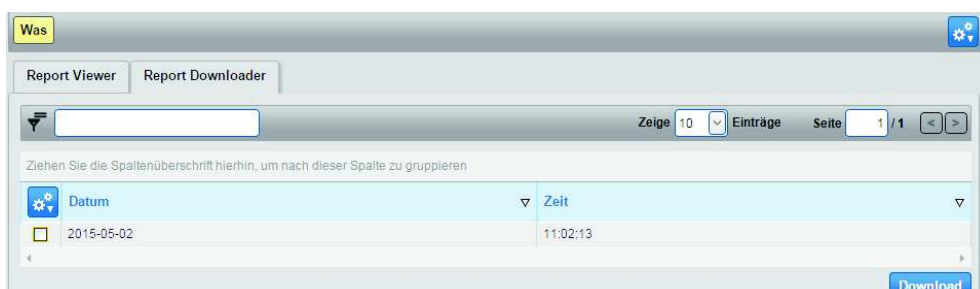 Was
Report Viewer Report Downloader
Zeige 10 Einträge Seite 1 / 1 < >
Ziehen Sie die Spaltenüberschrift hierhin, um nach dieser Spalte zu gruppieren
Datum Zeit
2015-05-02 11:02:13
Download